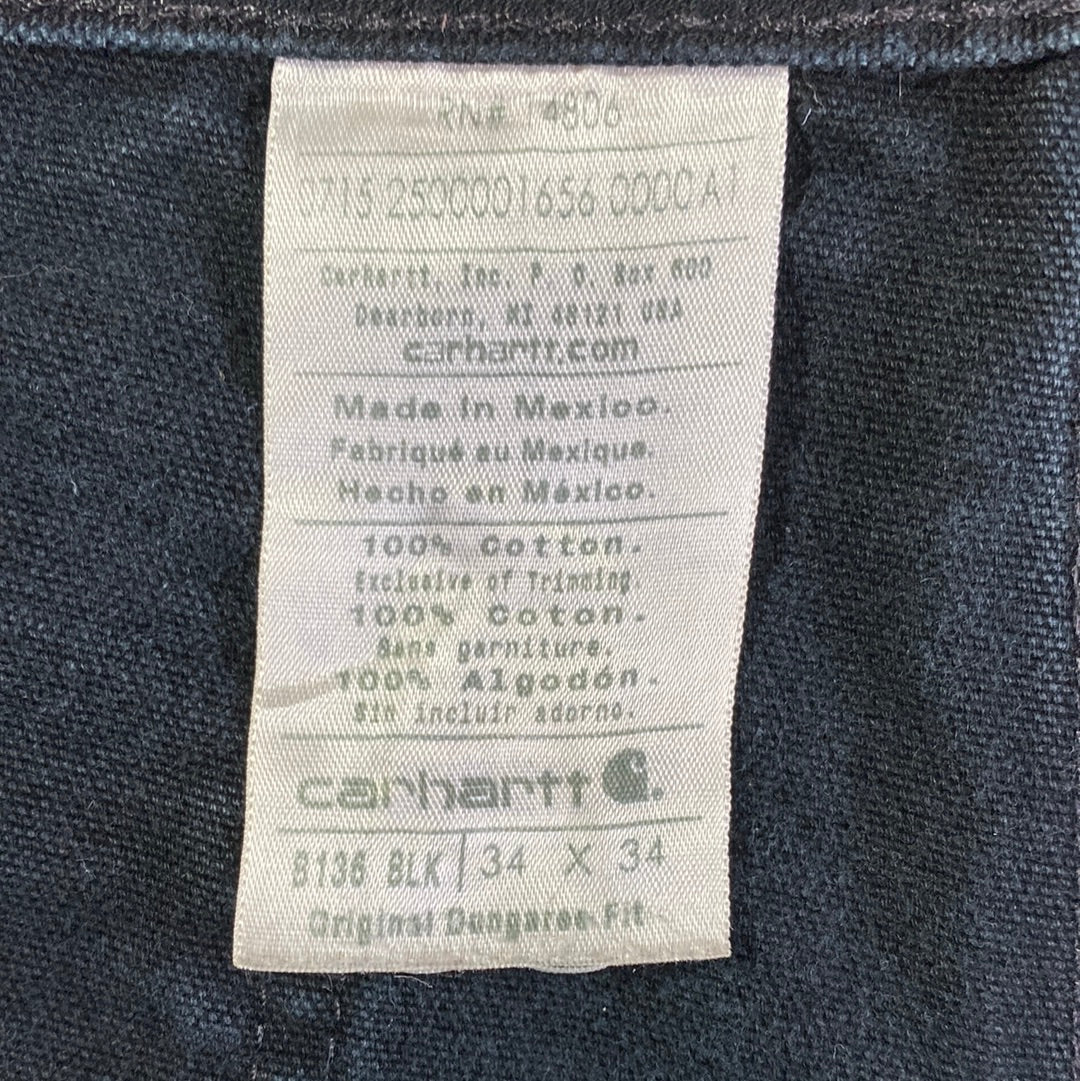 RN# 14806
0715 2500001656 0000 A1
Carhartt, Inc. P. O. Box 600
Dearborn, MI 48121 USA
carhartt.com
Made in Mexico.
Fabriqué au Mexique.
Hecho en México.
100% Cotton.
Exclusive of Trimming.
100% Coton.
Sans garniture.
100% Algodón.
Sin incluir adorno.
carhartt
B136 BLK 34 X 34
Original Dungaree Fit